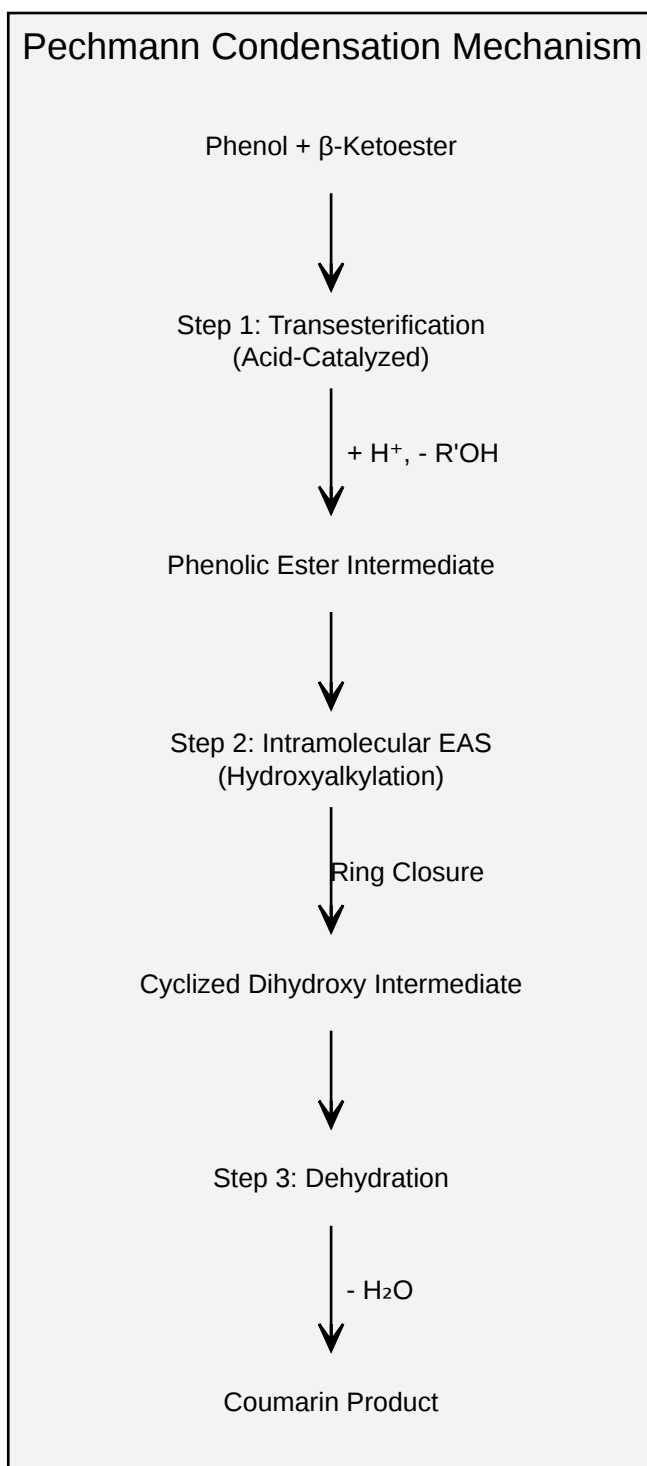 Pechmann Condensation Mechanism
Phenol + β-Ketoester
Step 1: Transesterification
(Acid-Catalyzed)
+ H⁺, - R'OH
Phenolic Ester Intermediate
Step 2: Intramolecular EAS
(Hydroxyalkylation)
Ring Closure
Cyclized Dihydroxy Intermediate
Step 3: Dehydration
- H₂O
Coumarin Product